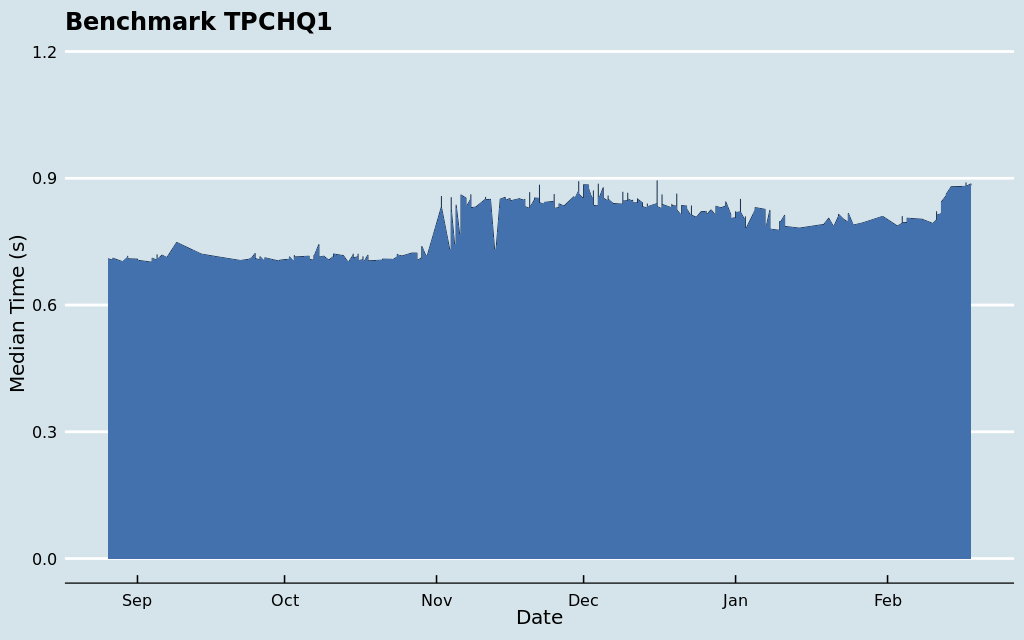 Benchmark TPCHQ1
1.2
0.9
0.6
0.3
0.0
Median Time (s)
Sep Oct Nov Dec Jan Feb
Date